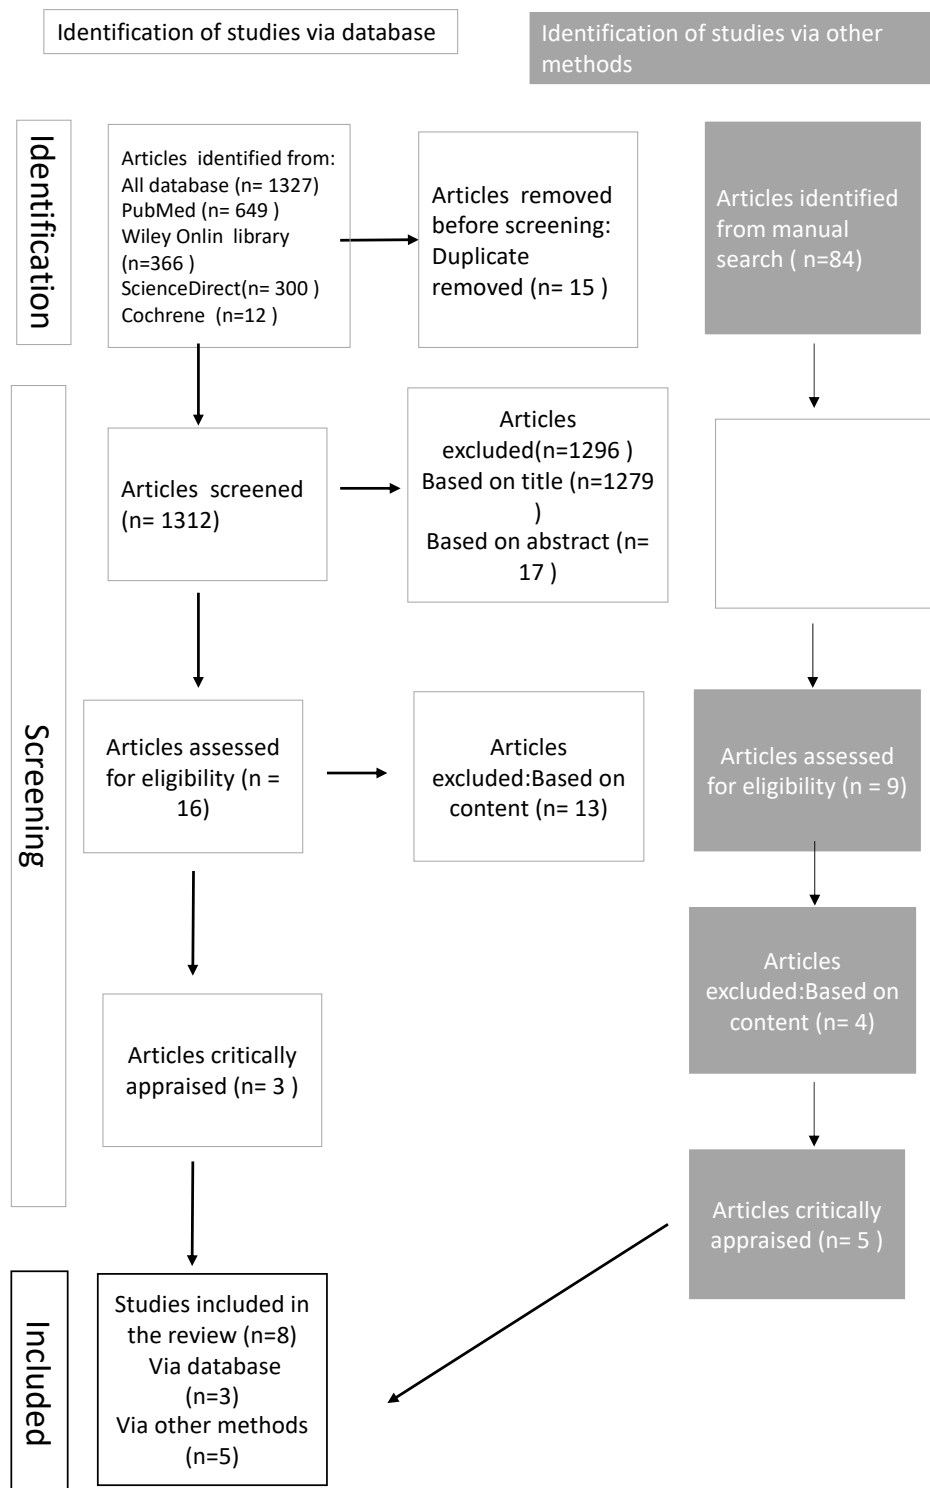 Identification of studies via database
Identification of studies via other
methods
Identification
Articles identified from:
All database (n= 1327)
PubMed (n= 649 )
Wiley Onlin library
(n=366 )
ScienceDirect(n= 300 )
Cochrene (n=12 )
Articles removed
before screening:
Duplicate
removed (n= 15 )
Articles identified
from manual
search ( n=84)
Screening
Articles screened
(n= 1312)
Articles
excluded(n=1296 )
Based on title (n=1279
)
Based on abstract (n=
17 )
Articles assessed
for eligibility (n =
16)
Articles
excluded:Based on
content (n= 13)
Articles assessed
for eligibility (n = 9)
Articles
excluded:Based on
content (n= 4)
Articles critically
appraised (n= 3 )
Articles critically
appraised (n= 5 )
Included
Studies included in
the review (n=8)
Via database
(n=3)
Via other methods
(n=5)